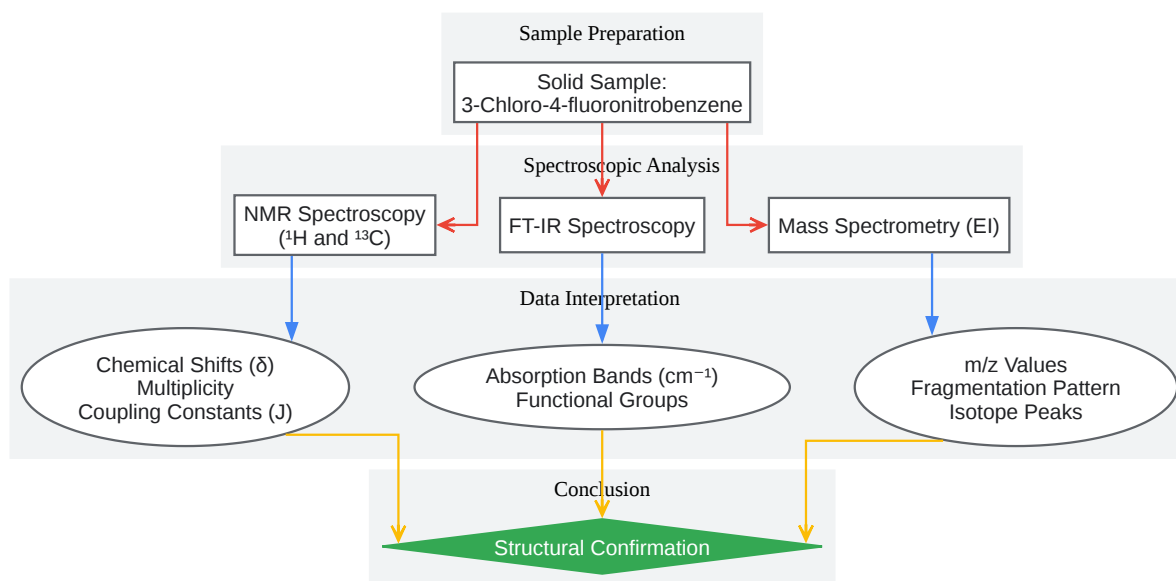 Sample Preparation
Solid Sample:
3-Chloro-4-fluoronitrobenzene
Spectroscopic Analysis
NMR Spectroscopy
(¹H and ¹³C)
FT-IR Spectroscopy
Mass Spectrometry (EI)
Data Interpretation
Chemical Shifts (δ)
Multiplicity
Coupling Constants (J)
Absorption Bands (cm⁻¹)
Functional Groups
m/z Values
Fragmentation Pattern
Isotope Peaks
Conclusion
Structural Confirmation